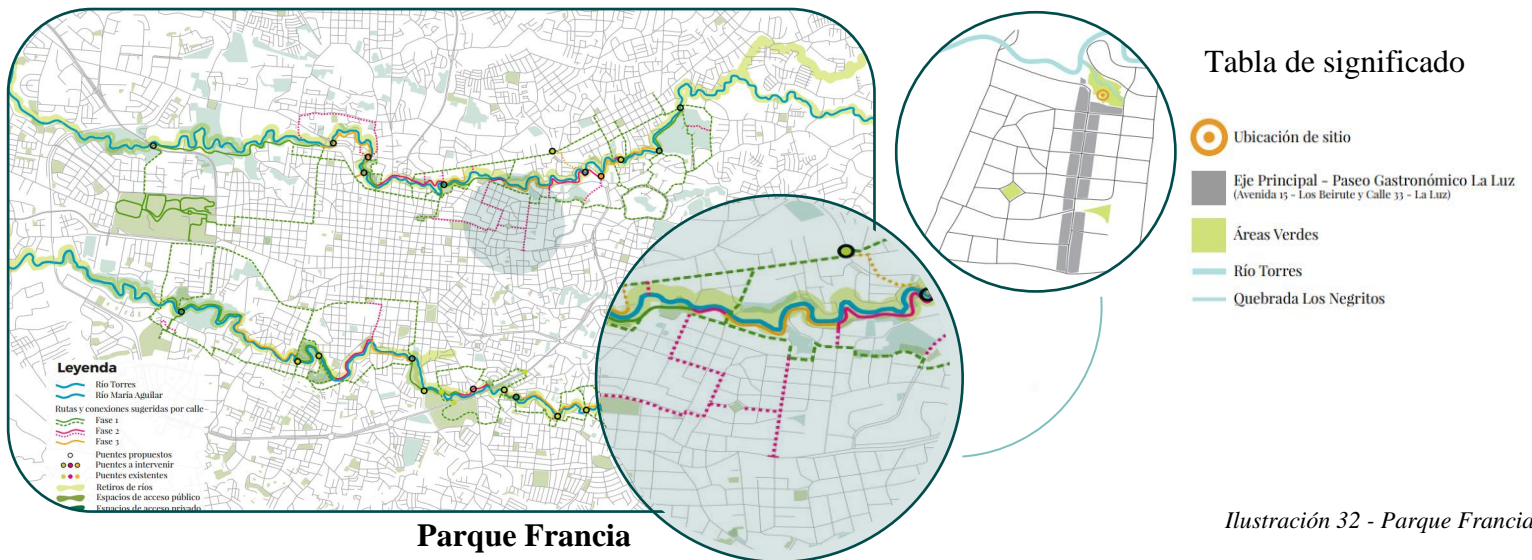 Leyenda
Río Torres
Río María Aguilar
Rutas y conexiones sugeridas por calle
Fase 1
Fase 2
Fase 3
Puentes propuestos
Puentes a intervenir
Puentes existentes
Retiros de ríos
Espacios de acceso público
Espacios de acceso privado
Parque Francia
Tabla de significado
Ubicación de sitio
Eje Principal - Paseo Gastronómico La Luz
(Avenida 15 - Los Beirute y Calle 33 - La Luz)
Áreas Verdes
Río Torres
Quebrada Los Negritos
Ilustración 32 - Parque Francia